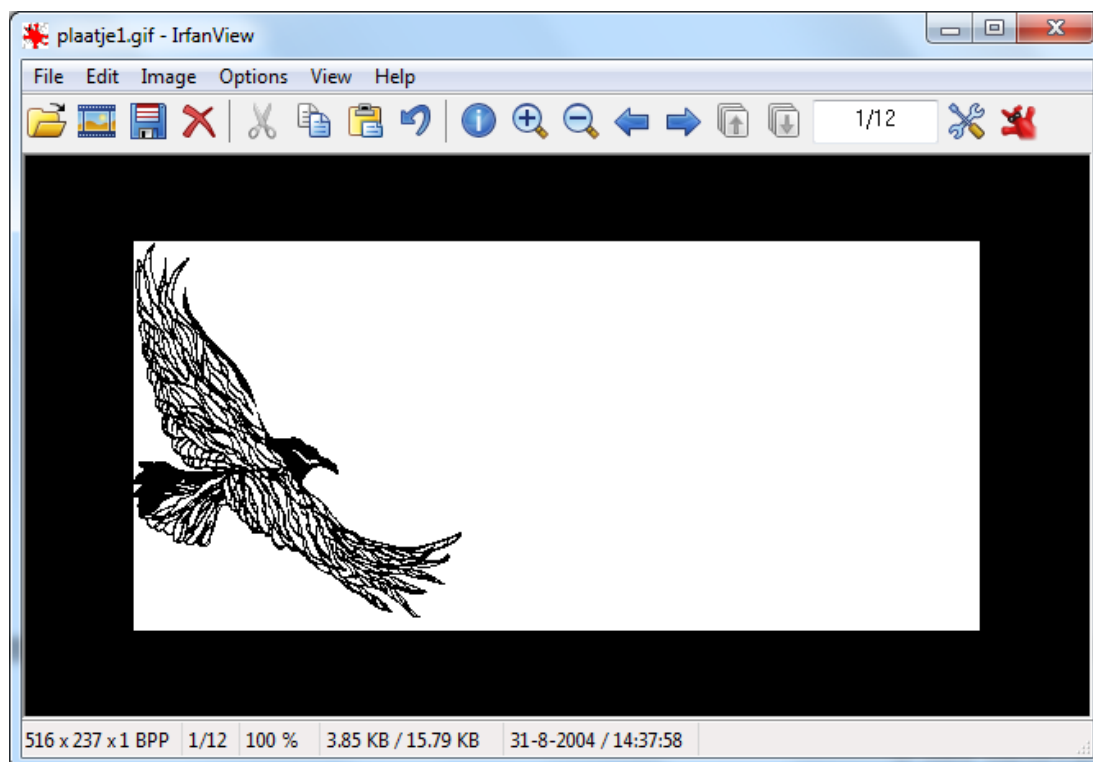 plaatje1.gif - IrfanView
File Edit Image Options View Help
1/12
516 x 237 x 1 BPP 1/12 100 % 3.85 KB / 15.79 KB 31-8-2004 / 14:37:58